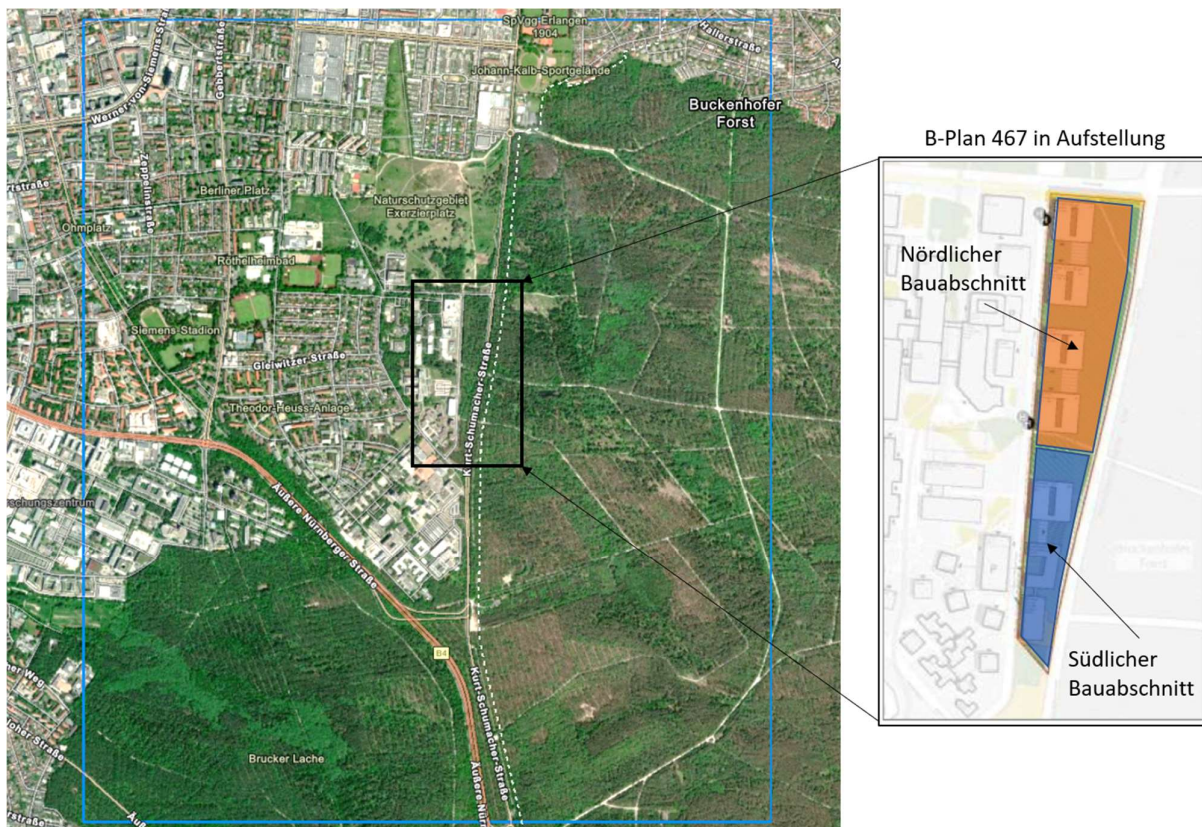 SpVgg Erlangen
1904
Hallerstraße
Johann-Kalb-Sportgelände
Werner-von-Siemens-Straße
Gebbertstraße
Buckenhofer
Forst
Zeppelinstraße
Berliner Platz
Naturschutzgebiet
Exerzierplatz
Ohmplatz
Röthelheimbad
Siemens-Stadion
Gleiwitzer Straße
Theodor-Heuss-Anlage
Kurt-Schumacher-Straße
Äußere Nürnberger Straße
B4
Kurt-Schumacher-Straße
Brucker Lache
Äußere Nür
B-Plan 467 in Aufstellung
Nördlicher
Bauabschnitt
P
Südlicher
Bauabschnitt